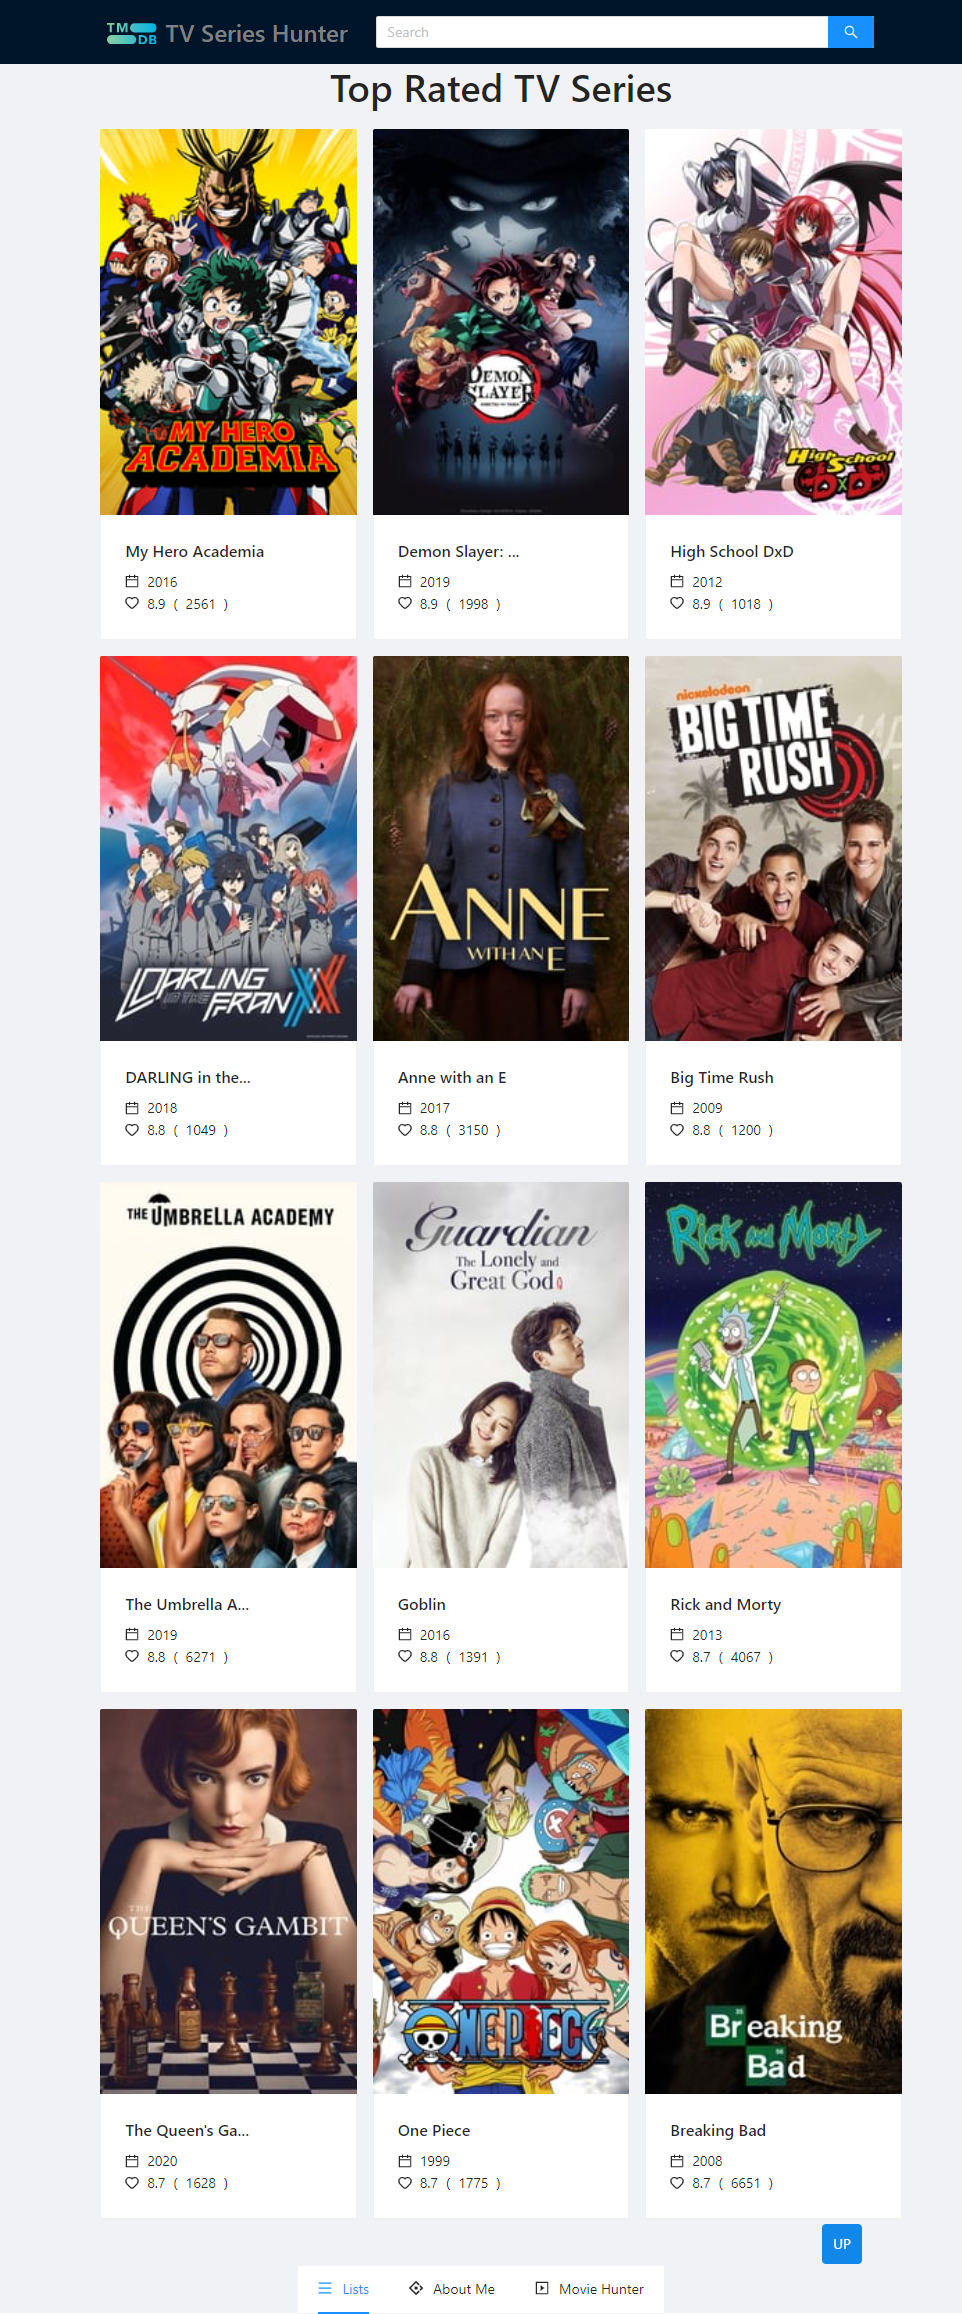 TM
DB
TV Series Hunter
Search
Top Rated TV Series
MY HERO
ACADEMIA
DEMON
SLAYER
High School
DxD
My Hero Academia
2016
8.9 ( 2561 )
Demon Slayer: ...
2019
8.9 ( 1998 )
High School DxD
2012
8.9 ( 1018 )
DARLING
IN THE
FRANXX
ANNE
WITH AN E
nickelodeon
BIG TIME
RUSH
DARLING in the...
2018
8.8 ( 1049 )
Anne with an E
2017
8.8 ( 3150 )
Big Time Rush
2009
8.8 ( 1200 )
THE UMBRELLA ACADEMY
Guardian
The Lonely and
Great God
Rick and Morty
The Umbrella A...
2019
8.8 ( 6271 )
Goblin
2016
8.8 ( 1391 )
Rick and Morty
2013
8.7 ( 4067 )
THE
QUEEN'S GAMBIT
ONE PIECE
35
Breaking
56
Bad
The Queen's Ga...
2020
8.7 ( 1628 )
One Piece
1999
8.7 ( 1775 )
Breaking Bad
2008
8.7 ( 6651 )
UP
Lists
About Me
Movie Hunter